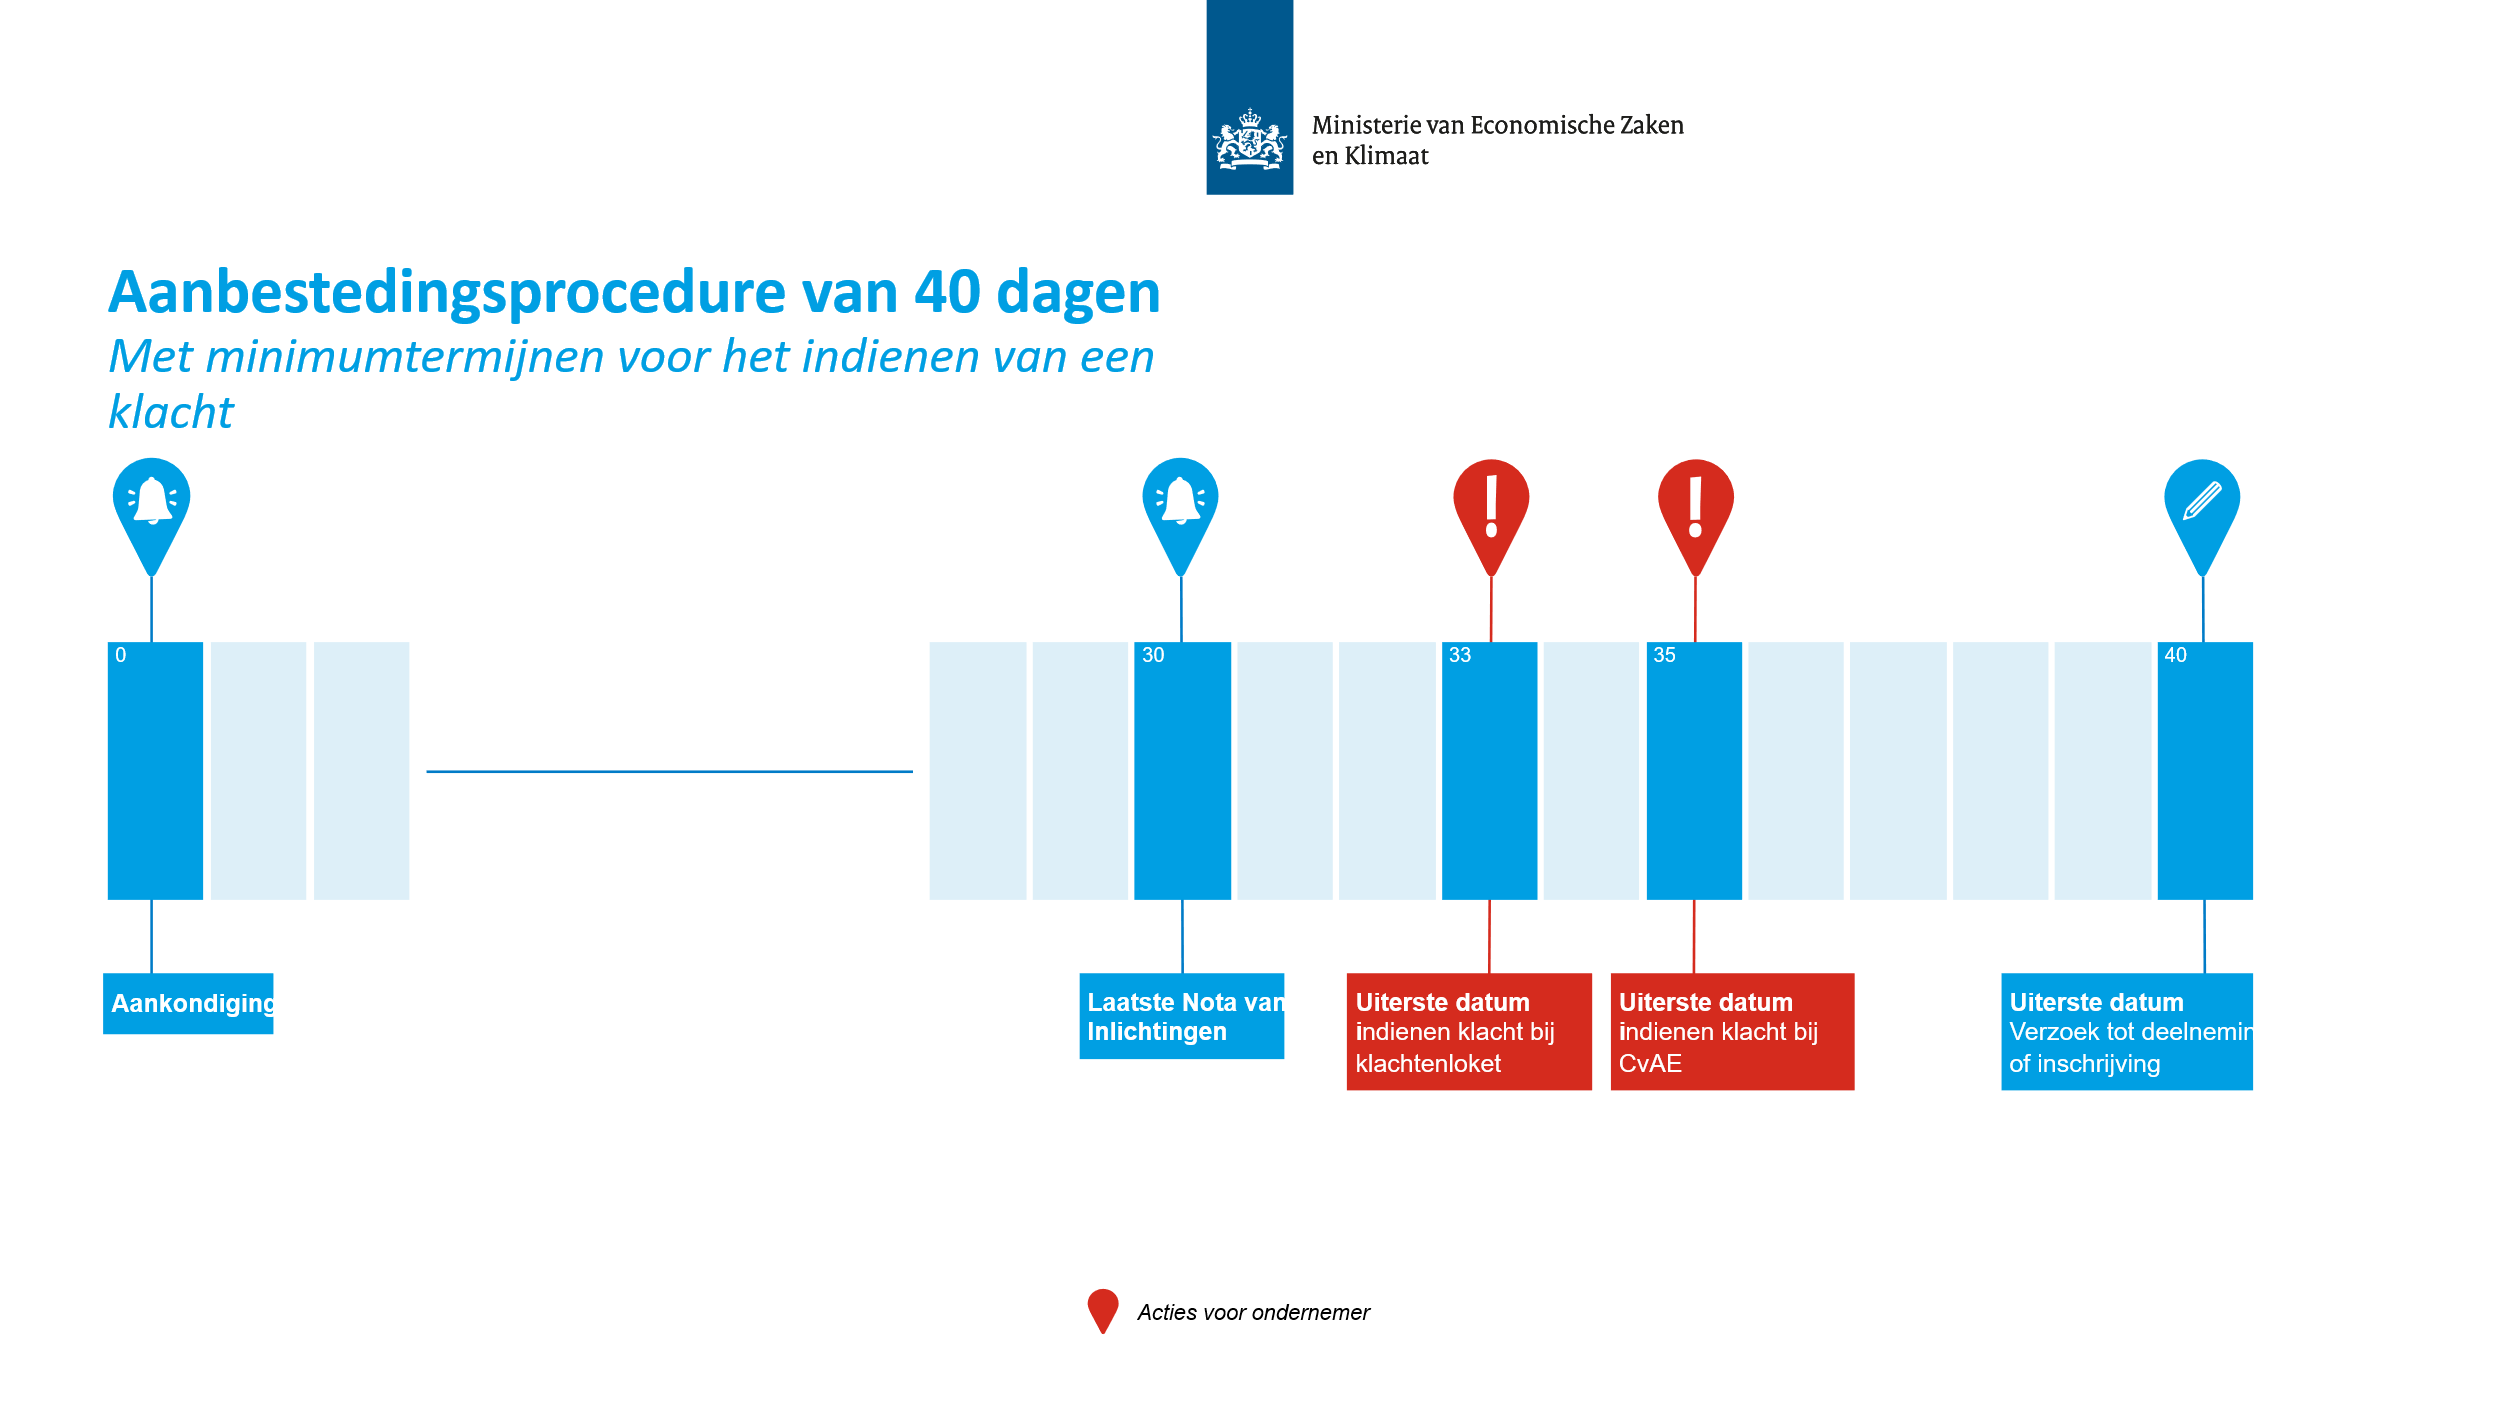 Ministerie van Economische Zaken
en Klimaat
Aanbestedingsprocedure van 40 dagen
Met minimumtermijnen voor het indienen van een
klacht
0
30
33
35
40
Aankondiging
Laatste Nota van
Inlichtingen
Uiterste datum
indienen klacht bij
klachtenloket
Uiterste datum
indienen klacht bij
CvAE
Uiterste datum
Verzoek tot deelnemin
of inschrijving
Acties voor ondernemer